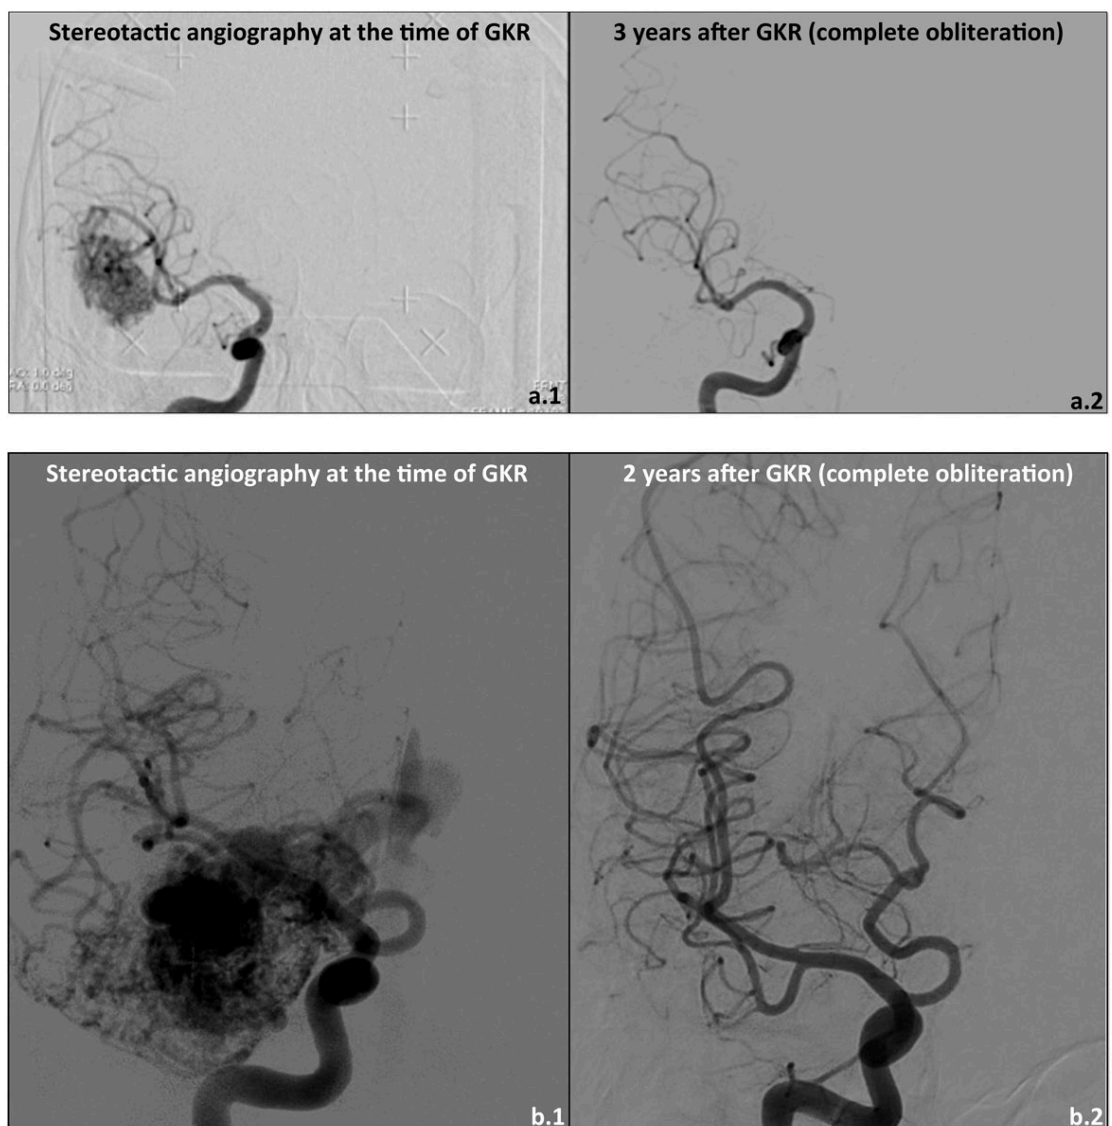 Stereotactic angiography at the time of GKR
3 years after GKR (complete obliteration)
a.1
a.2
Stereotactic angiography at the time of GKR
2 years after GKR (complete obliteration)
b.1
b.2